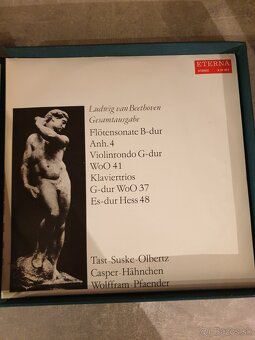 ETERNA
STEREO
Ludwig van Beethoven
Gesamtausgabe
Flötensonate B-dur
Anh. 4
Violinrondo G-dur
WoO 41
Klaviertrios
G-dur WoO 37
Es-dur Hess 48
Tast·Suske·Olbertz
Casper·Hähnchen
Wolffram·Pfaender